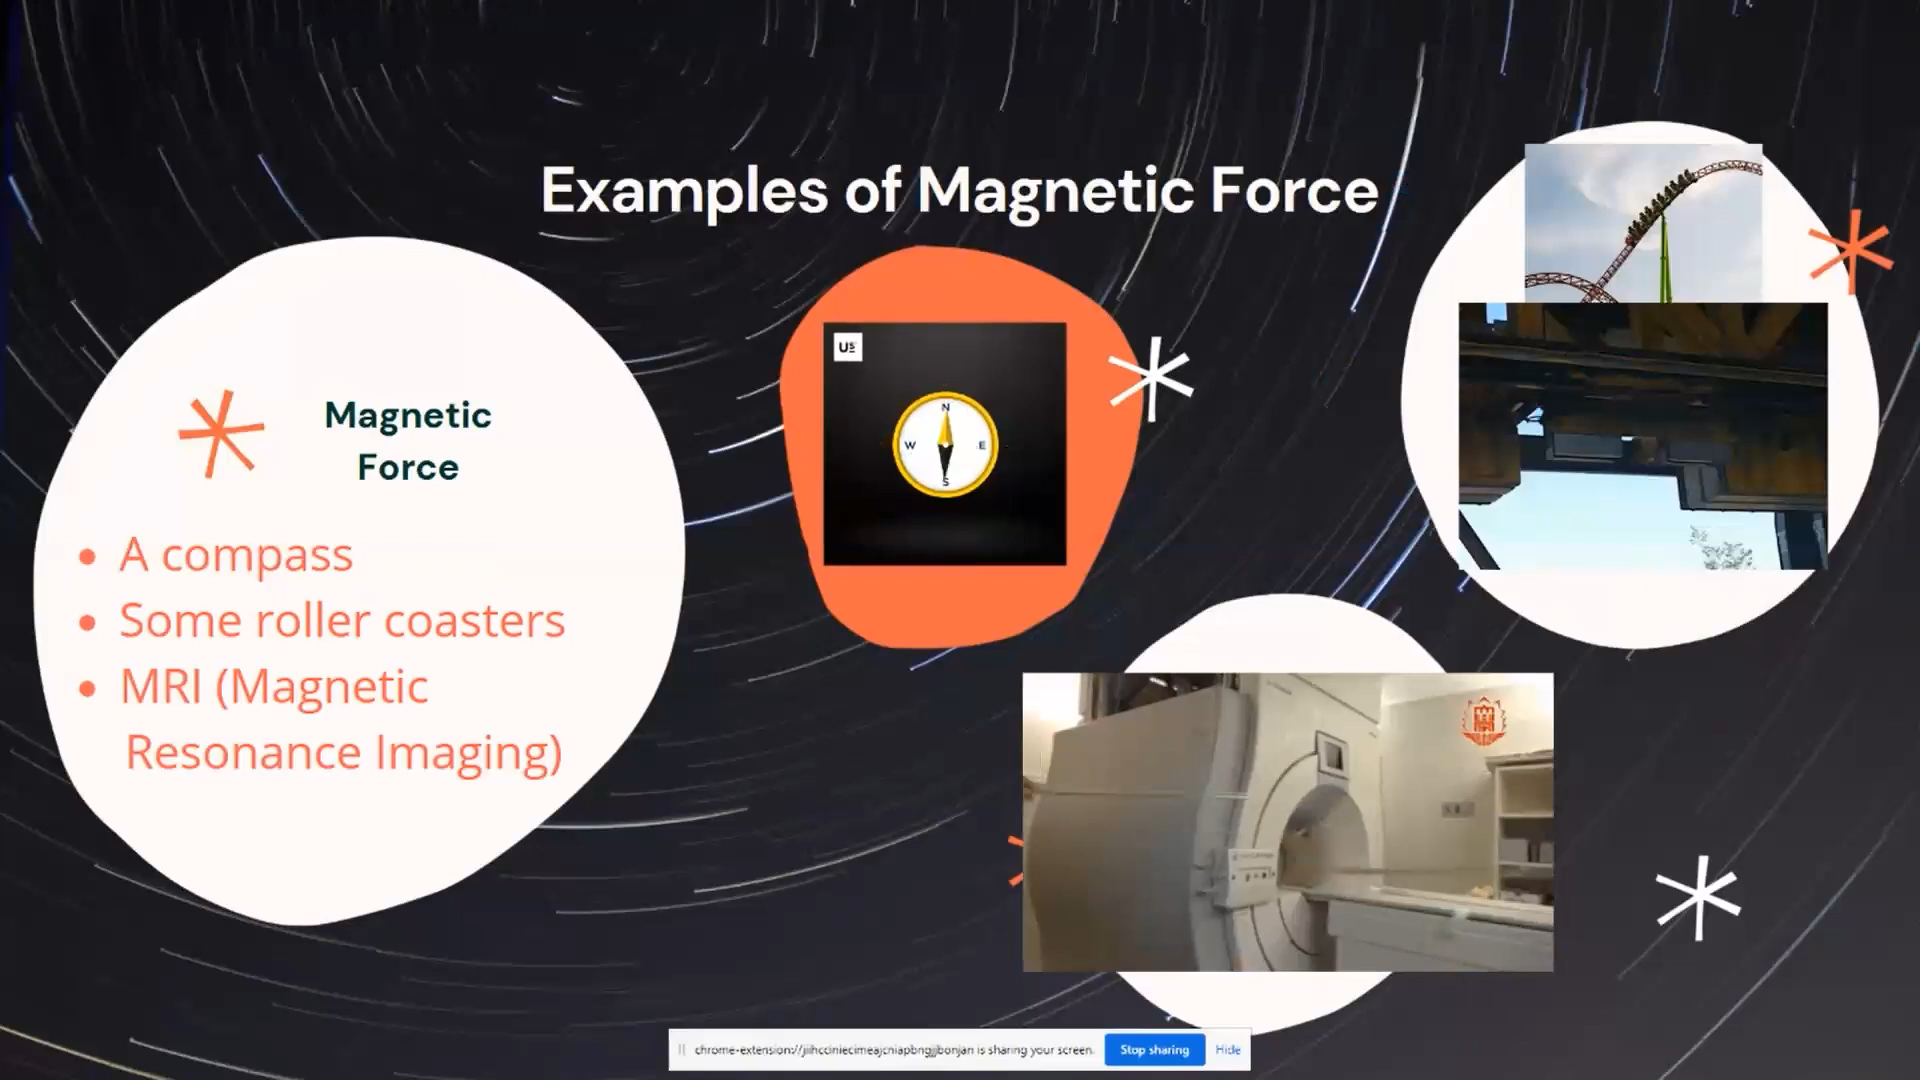 Examples of Magnetic Force
Magnetic
Force
• A compass
• Some roller coasters
• MRI (Magnetic
Resonance Imaging)
US
N
W
E
S
is sharing your screen.
Stop sharing
Hide